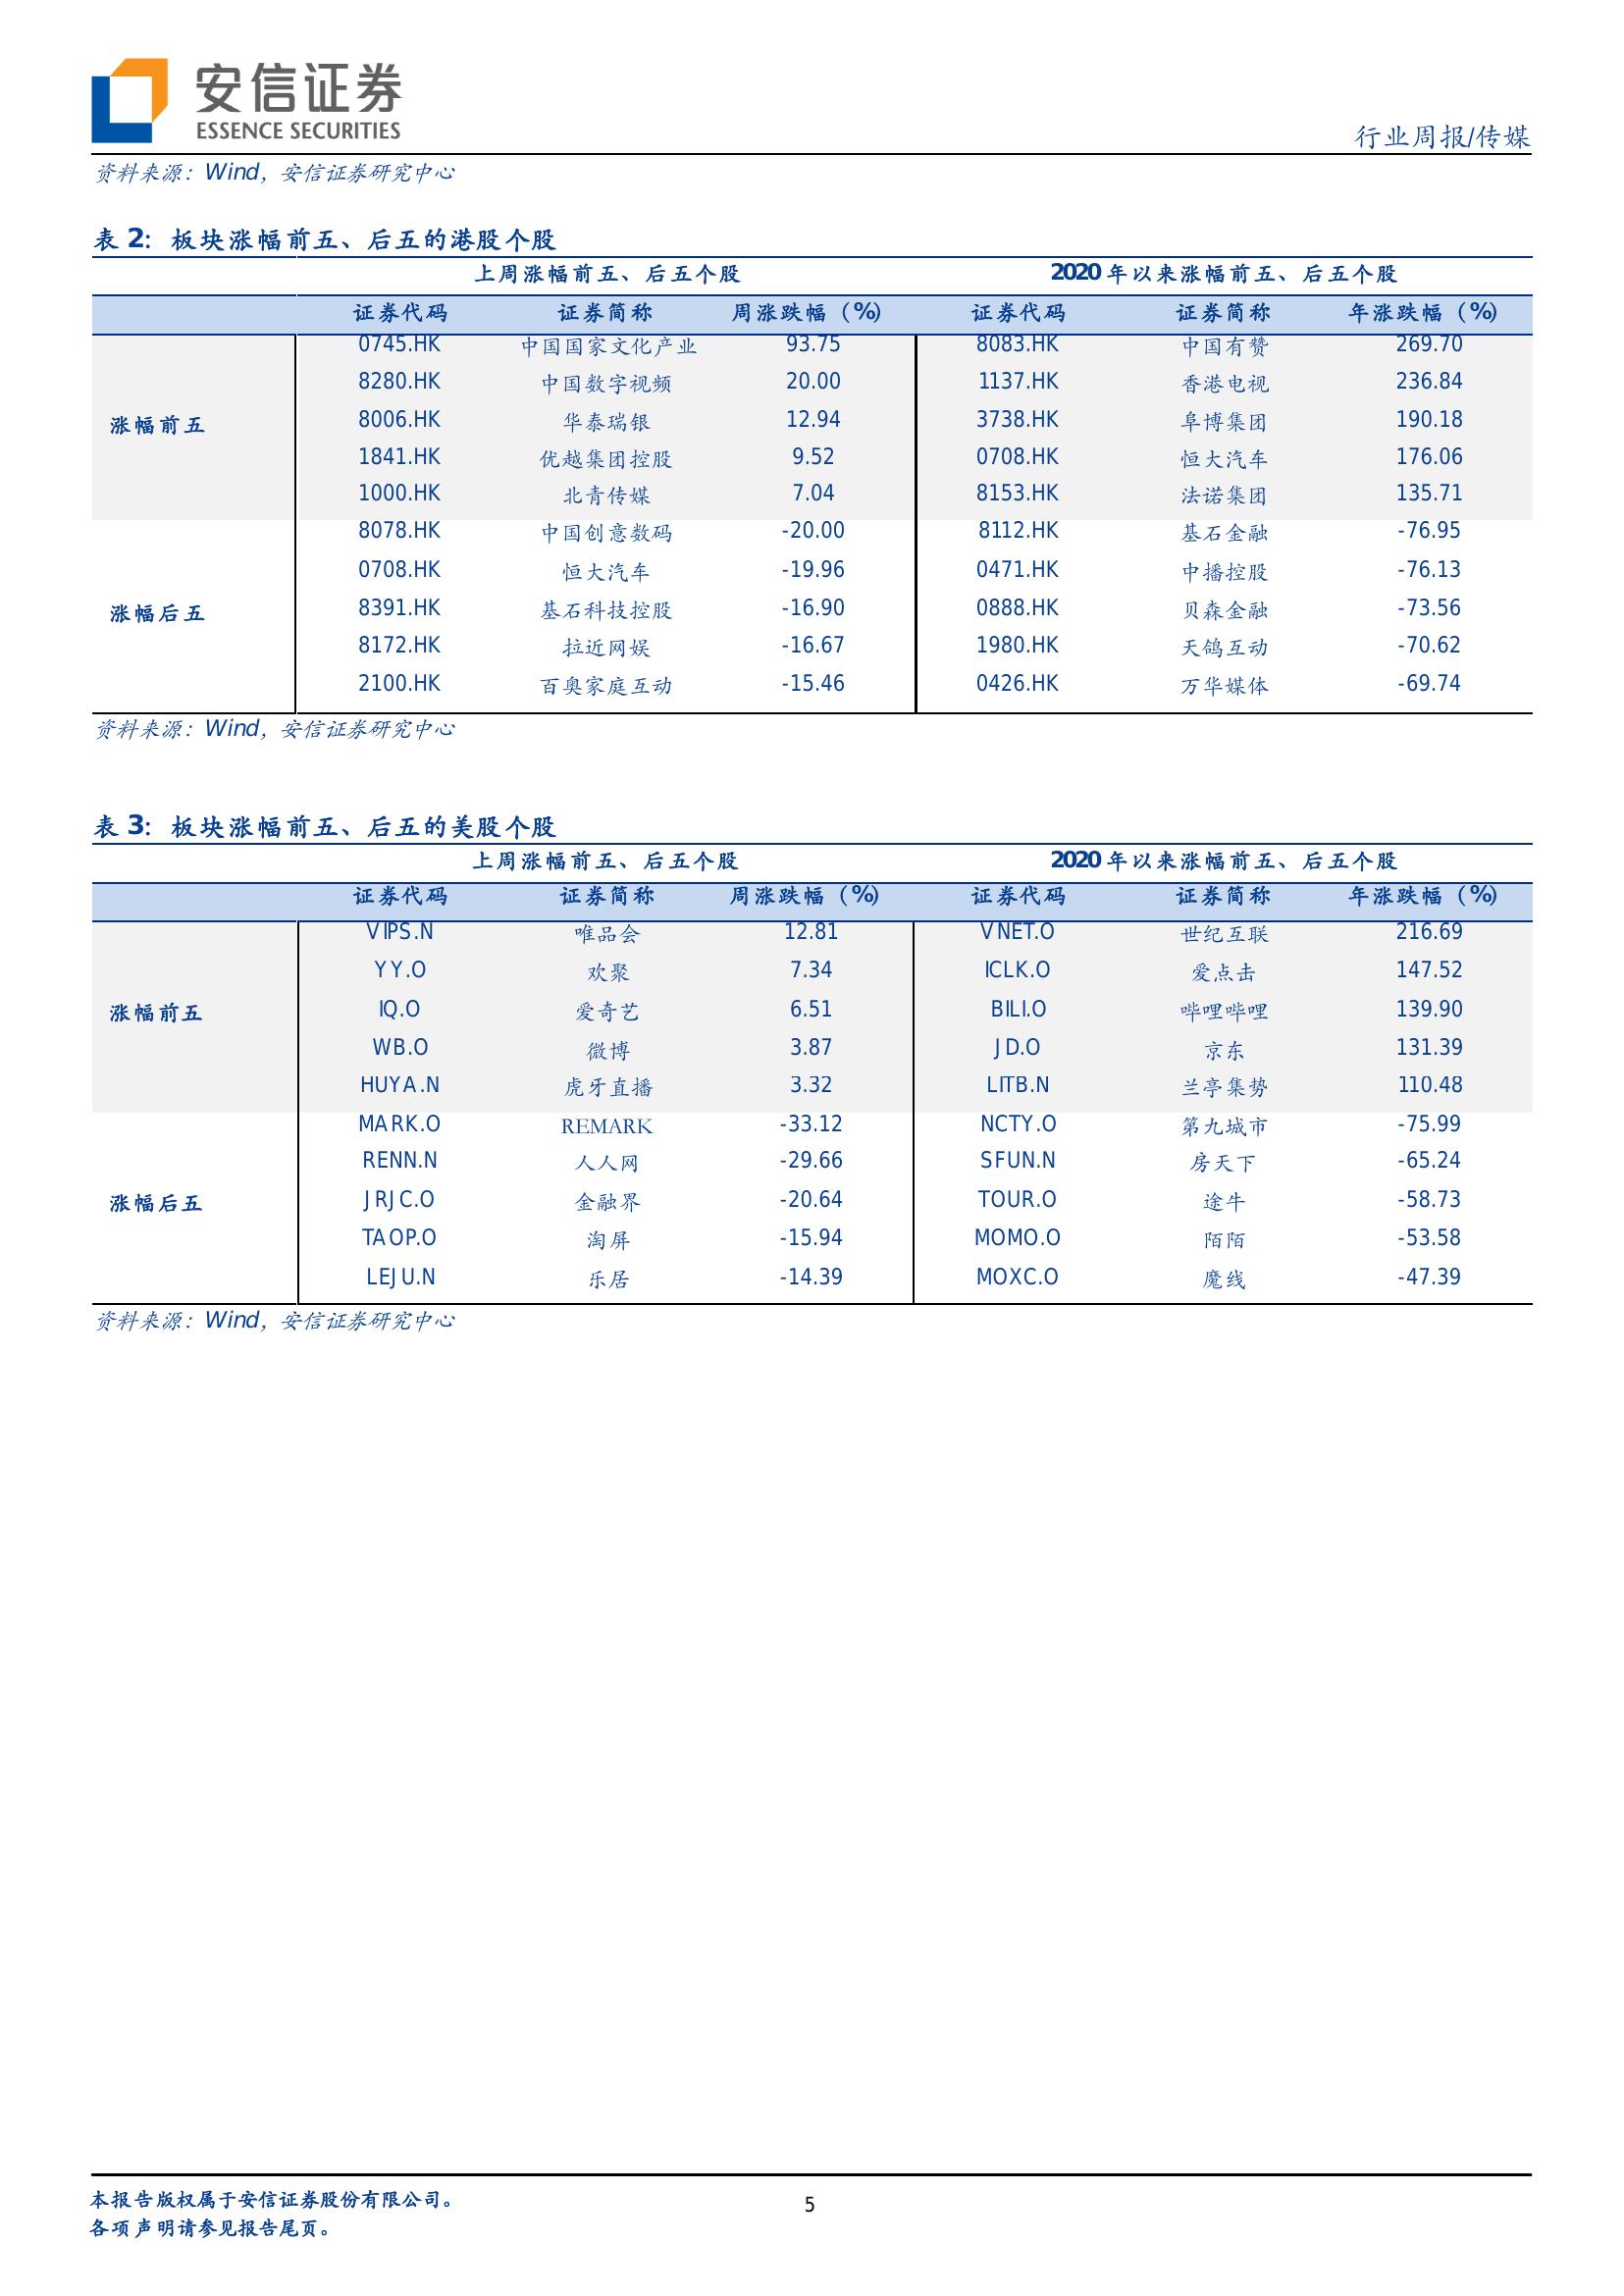 安信证券
ESSENCE SECURITIES
行业周报/传媒
资料来源：Wind，安信证券研究中心
表 2：板块涨幅前五、后五的港股个股
上周涨幅前五、后五个股 2020 年以来涨幅前五、后五个股
证券代码 证券简称 周涨跌幅（%） 证券代码 证券简称 年涨跌幅（%）
0745.HK 中国国家文化产业 93.75 8083.HK 中国有赞 269.70
8280.HK 中国数字视频 20.00 1137.HK 香港电视 236.84
涨幅前五 8006.HK 华泰瑞银 12.94 3738.HK 阜博集团 190.18
1841.HK 优越集团控股 9.52 0708.HK 恒大汽车 176.06
1000.HK 北青传媒 7.04 8153.HK 法诺集团 135.71
8078.HK 中国创意数码 -20.00 8112.HK 基石金融 -76.95
0708.HK 恒大汽车 -19.96 0471.HK 中播控股 -76.13
涨幅后五 8391.HK 基石科技控股 -16.90 0888.HK 贝森金融 -73.56
8172.HK 拉近网娱 -16.67 1980.HK 天鸽互动 -70.62
2100.HK 百奥家庭互动 -15.46 0426.HK 万华媒体 -69.74
资料来源：Wind，安信证券研究中心
表 3：板块涨幅前五、后五的美股个股
上周涨幅前五、后五个股 2020 年以来涨幅前五、后五个股
证券代码 证券简称 周涨跌幅（%） 证券代码 证券简称 年涨跌幅（%）
VIPS.N 唯品会 12.81 VNET.O 世纪互联 216.69
YY.O 欢聚 7.34 ICLK.O 爱点击 147.52
涨幅前五 IQ.O 爱奇艺 6.51 BILI.O 哔哩哔哩 139.90
WB.O 微博 3.87 JD.O 京东 131.39
HUYA.N 虎牙直播 3.32 LITB.N 兰亭集势 110.48
MARK.O REMARK -33.12 NCTY.O 第九城市 -75.99
RENN.N 人人网 -29.66 SFUN.N 房天下 -65.24
涨幅后五 JRJC.O 金融界 -20.64 TOUR.O 途牛 -58.73
TAOP.O 淘屏 -15.94 MOMO.O 陌陌 -53.58
LEJU.N 乐居 -14.39 MOXC.O 魔线 -47.39
资料来源：Wind，安信证券研究中心
本报告版权属于安信证券股份有限公司。
5
各项声明请参见报告尾页。